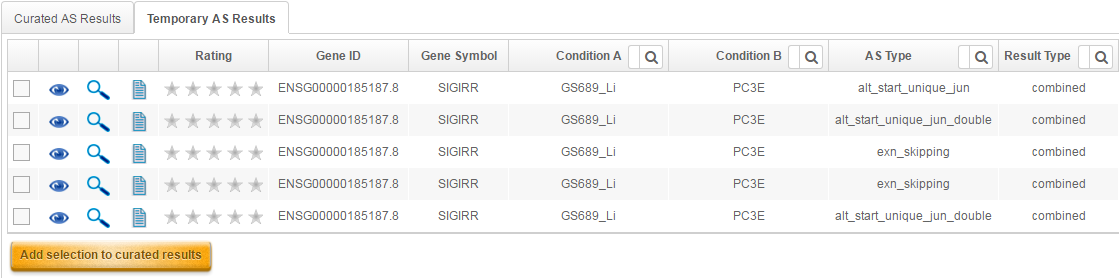 Curated AS Results Temporary AS Results
Rating Gene ID Gene Symbol Condition A Condition B AS Type Result Type
ENSG00000185187.8 SIGIRR GS689_Li PC3E alt_start_unique_jun combined
ENSG00000185187.8 SIGIRR GS689_Li PC3E alt_start_unique_jun_double combined
ENSG00000185187.8 SIGIRR GS689_Li PC3E exn_skipping combined
ENSG00000185187.8 SIGIRR GS689_Li PC3E exn_skipping combined
ENSG00000185187.8 SIGIRR GS689_Li PC3E alt_start_unique_jun_double combined
Add selection to curated results